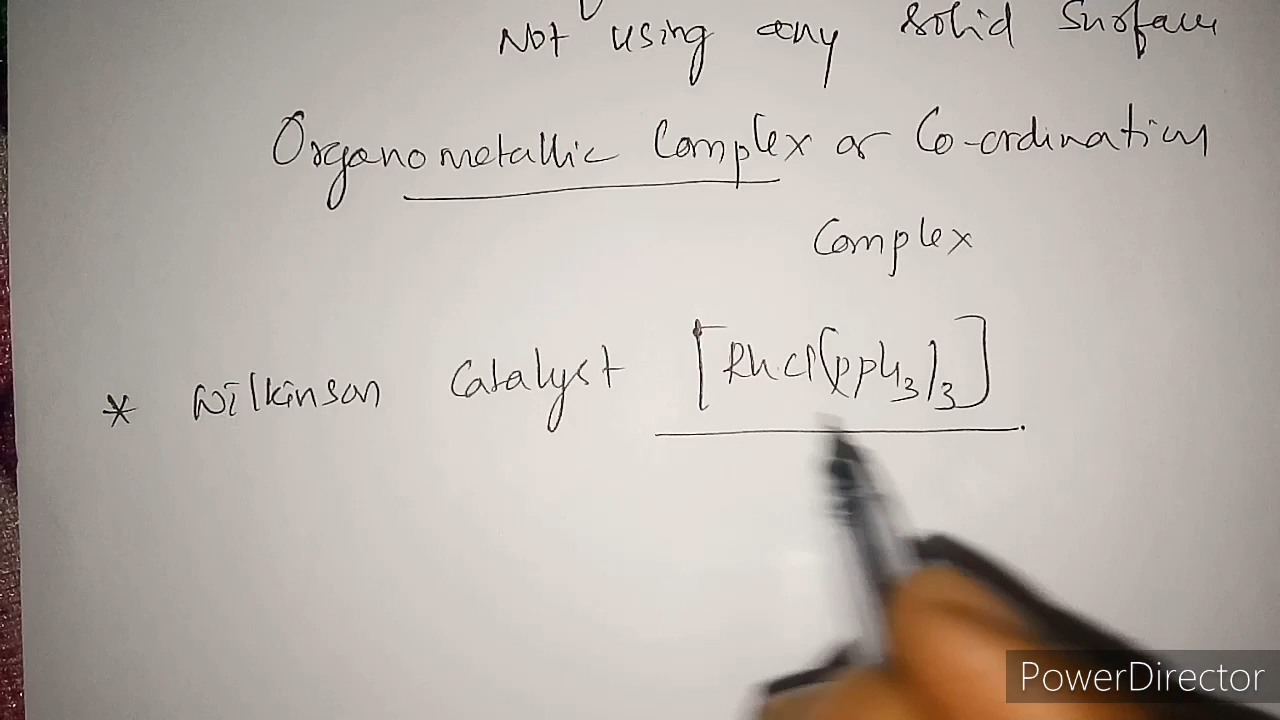 Not using any solid Surface
Organometallic Complex or Co-ordination
Complex
* Wilkinson Catalyst [RhCl(PPh3)3]
PowerDirector